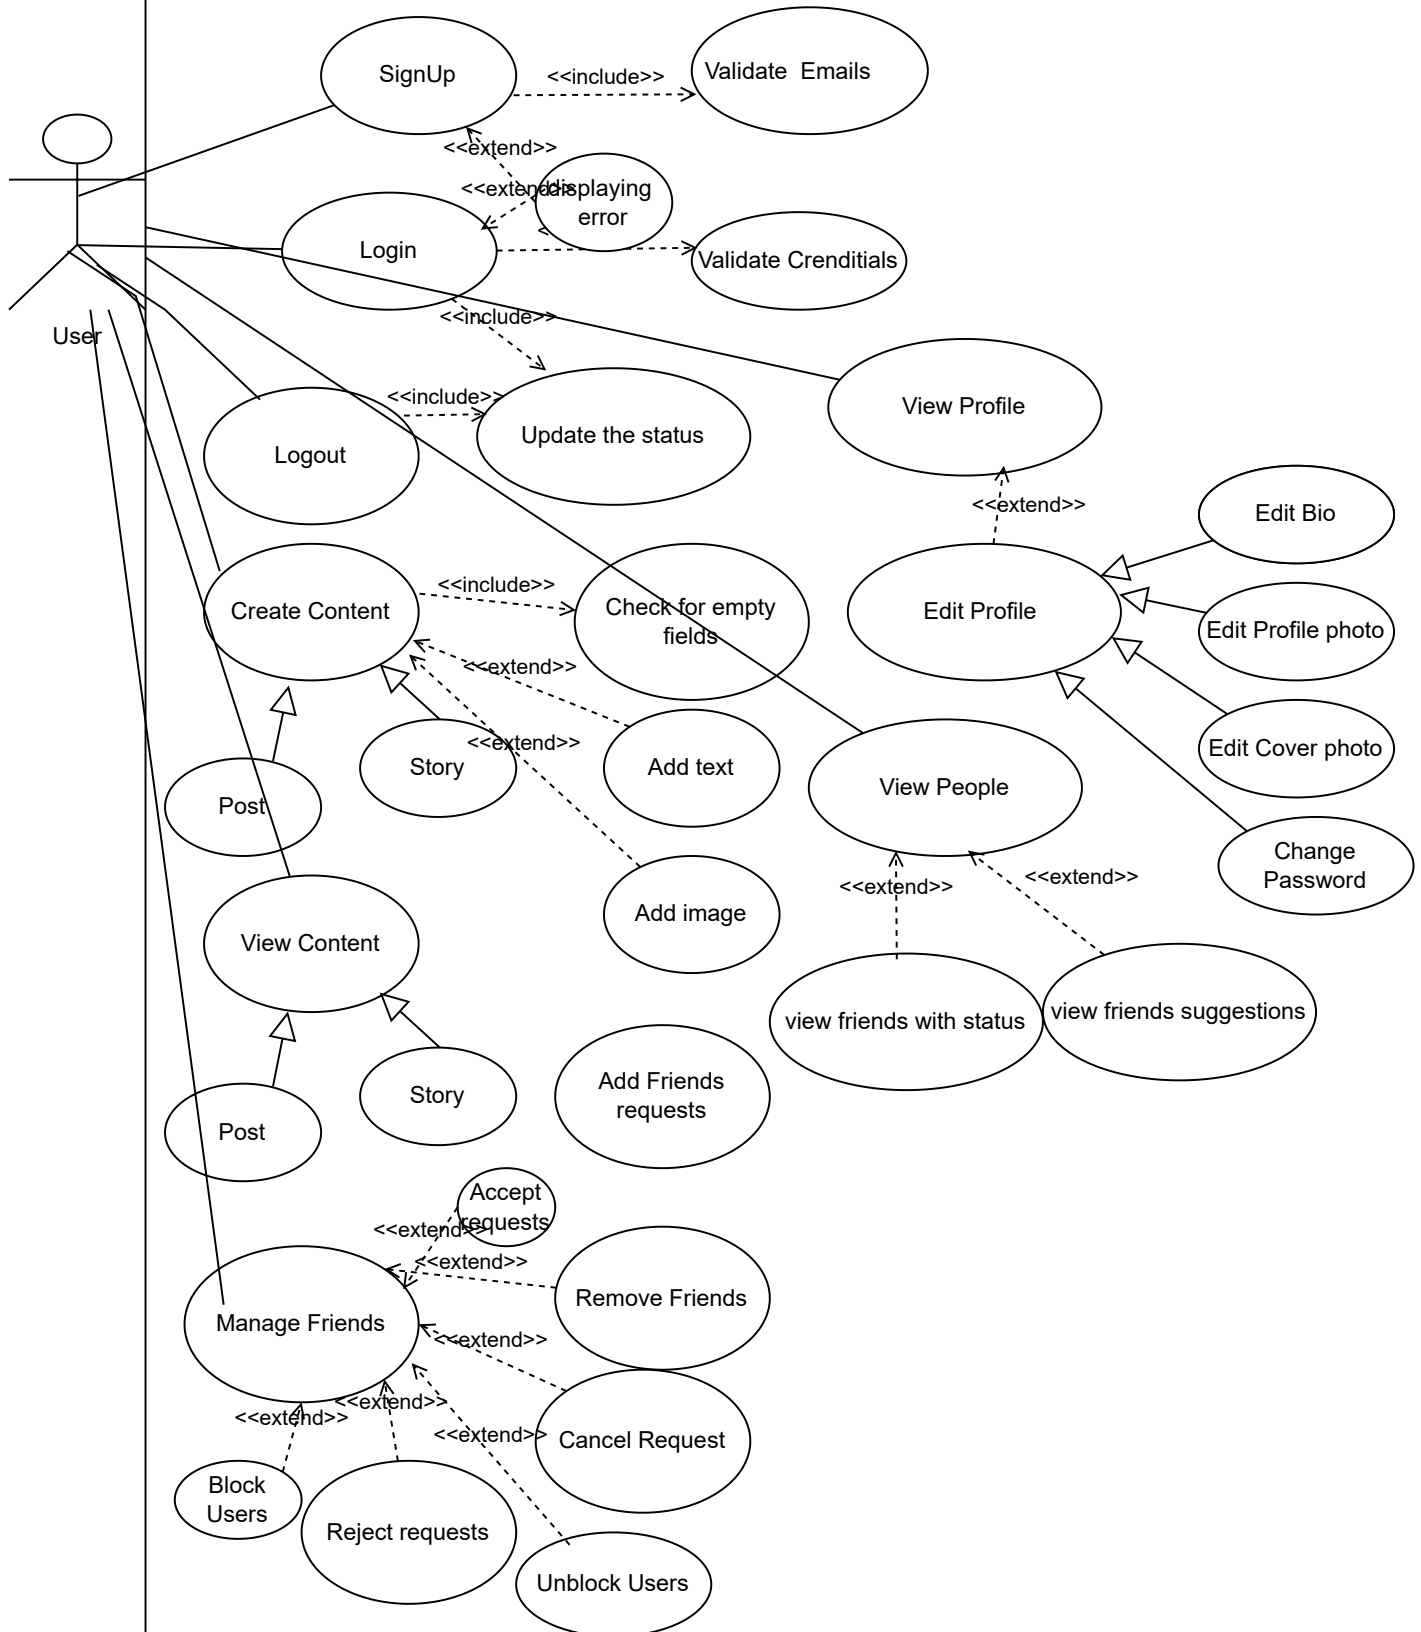 SignUp
<<include>>
Validate  Emails
<<extend>>
<<extend>>
displaying
error
Login
<
Validate Crenditials
<<include>>
User
<<include>>
Logout
Update the status
View Profile
<<extend>>
Edit Bio
Create Content
<<include>>
Check for empty
fields
Edit Profile
Edit Profile photo
<<extend>>
<<extend>>
Story
Add text
Edit Cover photo
View People
Post
Change
Password
<<extend>>
<<extend>>
Add image
View Content
view friends with status
view friends suggestions
Story
Add Friends
requests
Post
Accept
requests
<<extend>>
<<extend>>
Remove Friends
Manage Friends
<<extend>>
<<extend>>
<<extend>>
<<extend>>
Cancel Request
Block
Users
Reject requests
Unblock Users